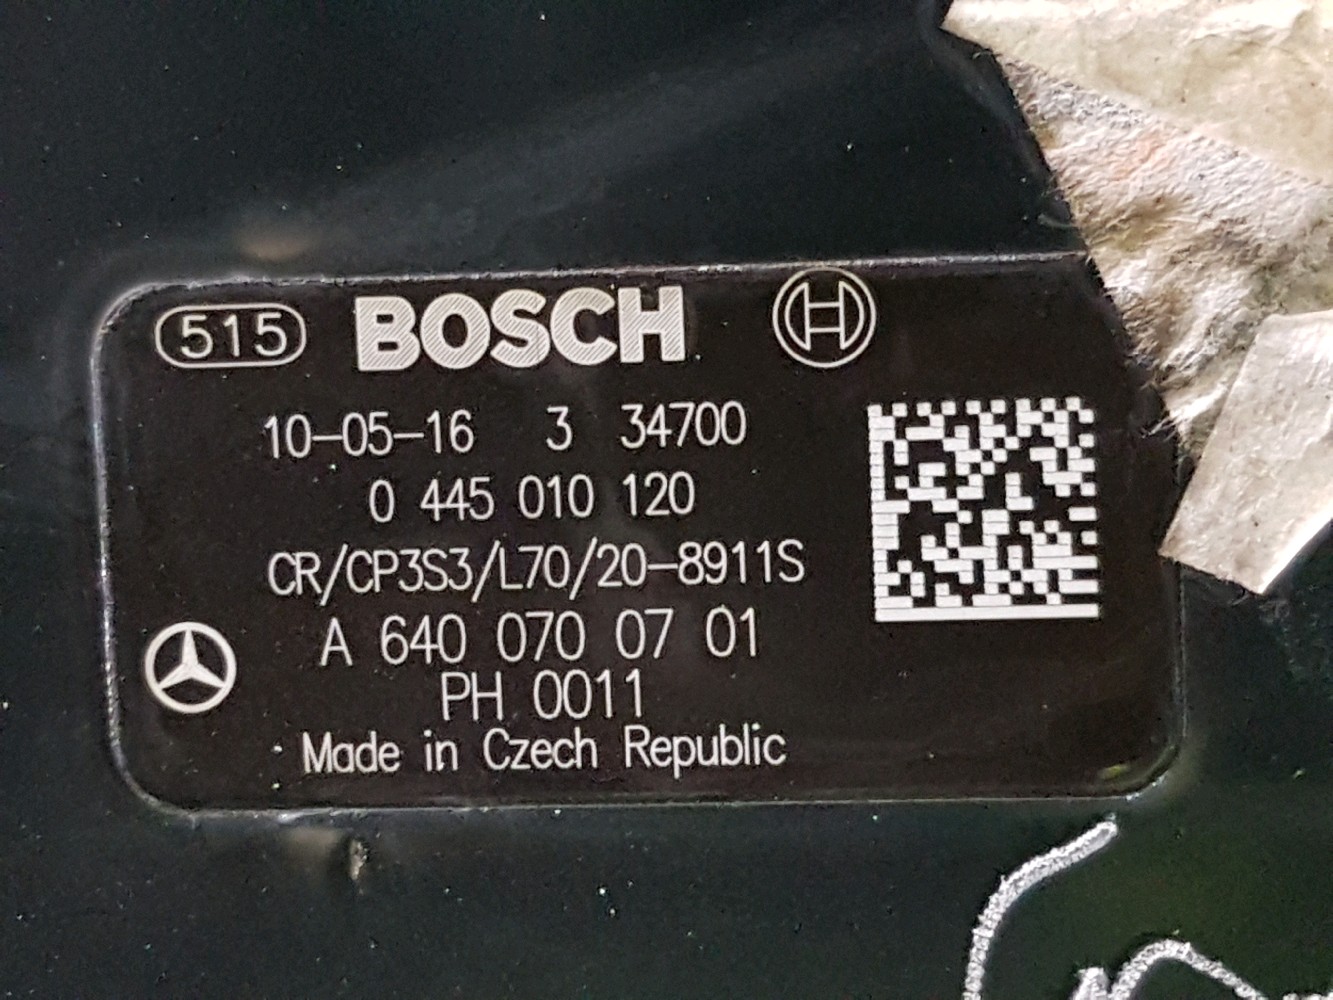 515 BOSCH
10-05-16 3 34700
0 445 010 120
CR/CP3S3/L70/20-8911S
A 640 070 07 01
PH 0011
Made in Czech Republic